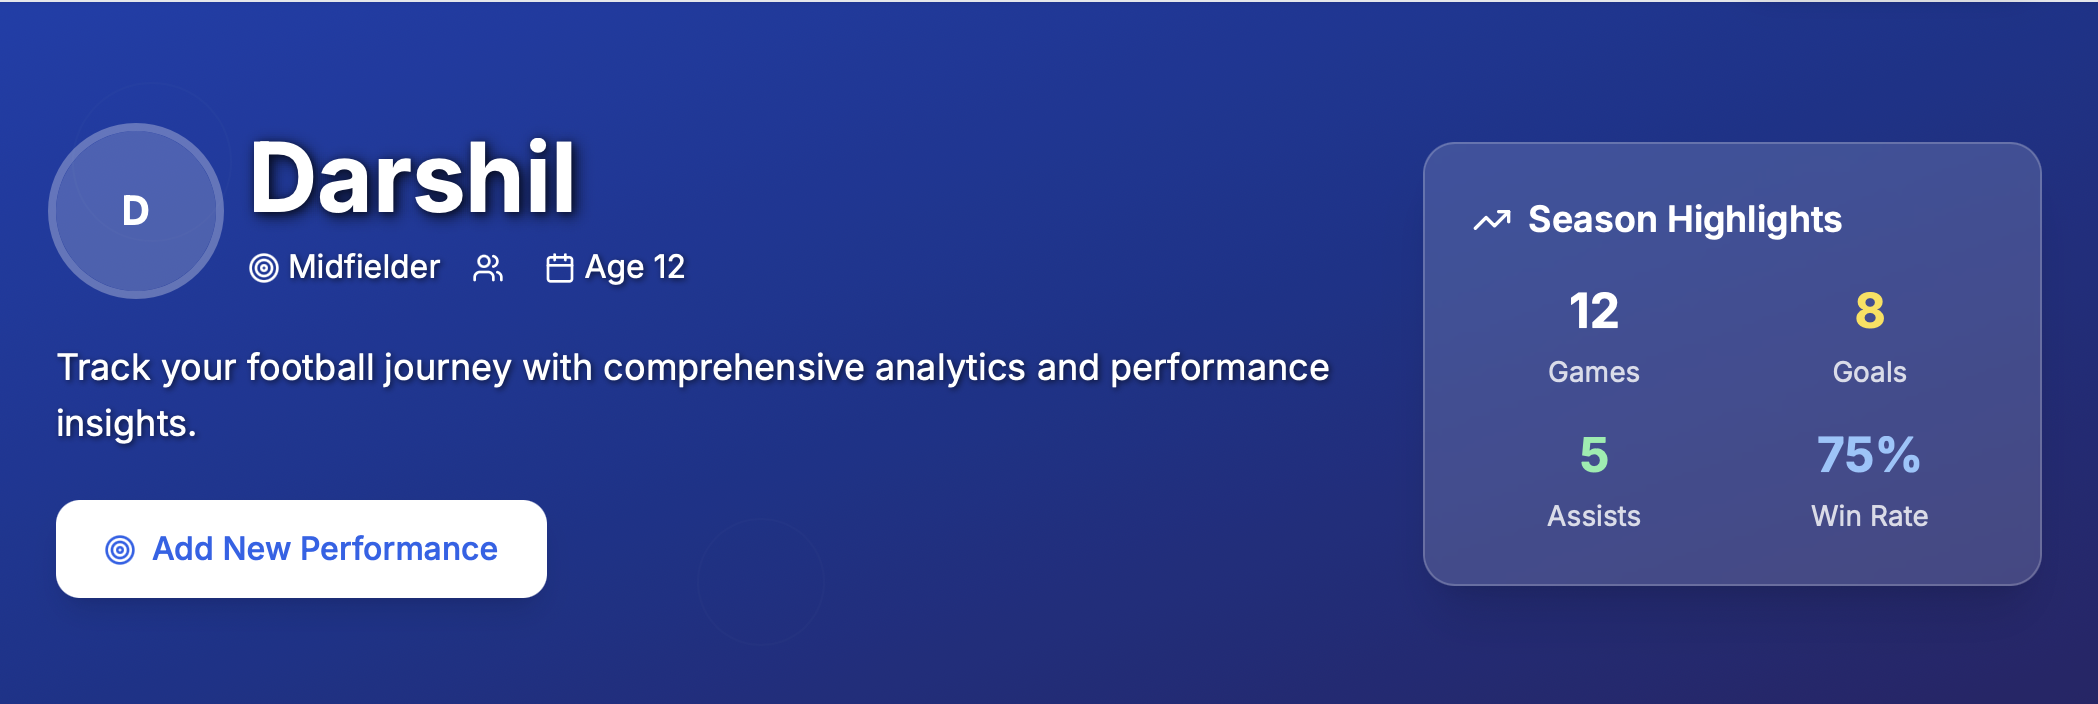 D
Darshil
Midfielder
Age 12
Track your football journey with comprehensive analytics and performance
insights.
Add New Performance
Season Highlights
12
Games
8
Goals
5
Assists
75%
Win Rate